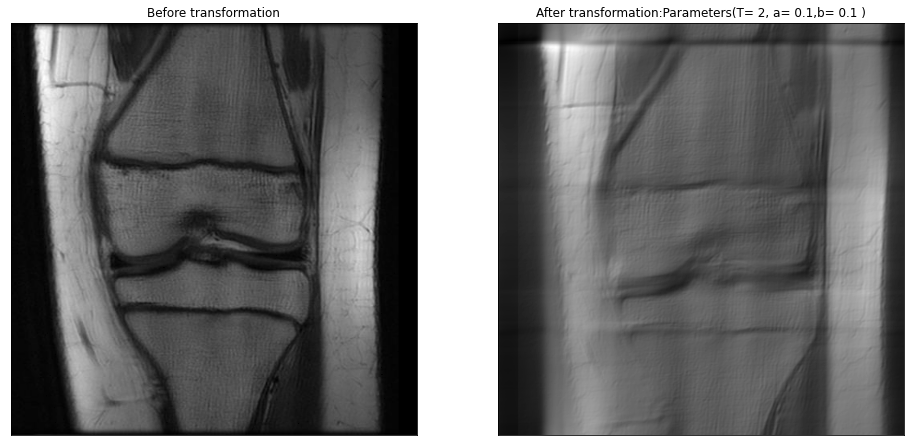 Before transformation
After transformation:Parameters(T= 2, a= 0.1,b= 0.1 )